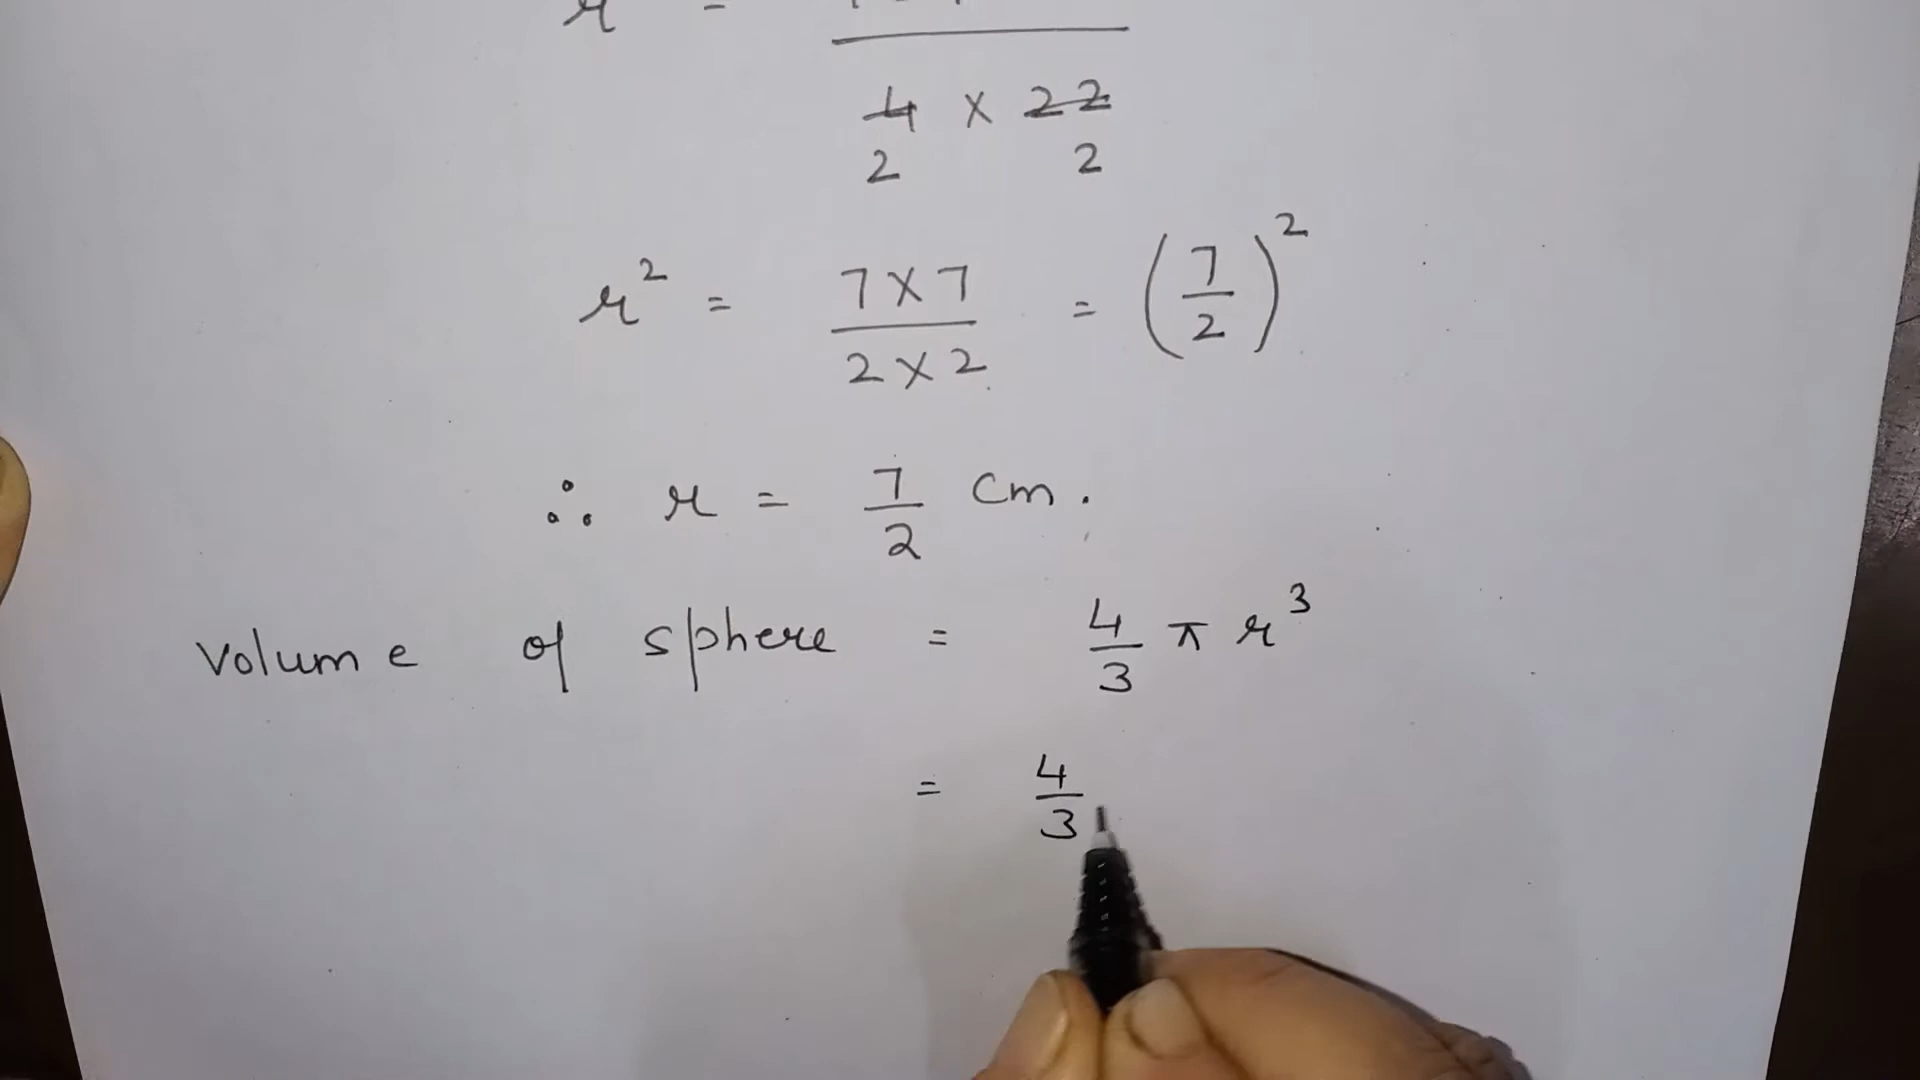 r =
4 × 22
2 2
r² = 7×7 / 2×2 = (7/2)²
∴ r = 7/2 cm.
Volume of sphere = 4/3 π r³
= 4/3